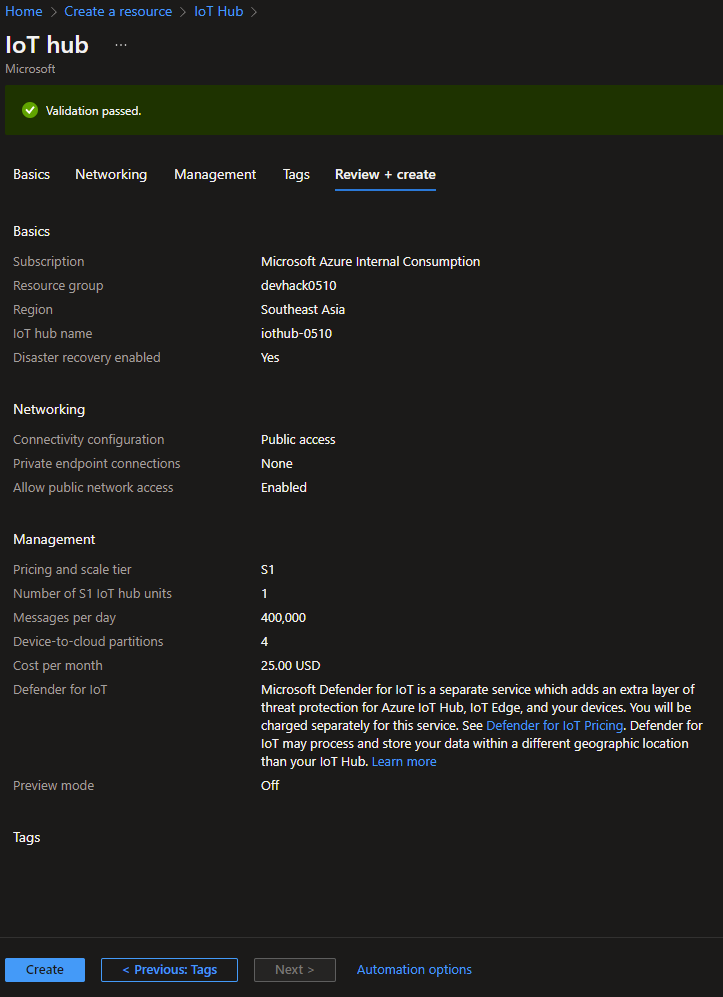 Home > Create a resource > IoT Hub >
IoT hub ...
Microsoft
Validation passed.
Basics Networking Management Tags Review + create
Basics
Subscription Microsoft Azure Internal Consumption
Resource group devhack0510
Region Southeast Asia
IoT hub name iothub-0510
Disaster recovery enabled Yes
Networking
Connectivity configuration Public access
Private endpoint connections None
Allow public network access Enabled
Management
Pricing and scale tier S1
Number of S1 IoT hub units 1
Messages per day 400,000
Device-to-cloud partitions 4
Cost per month 25.00 USD
Defender for IoT Microsoft Defender for IoT is a separate service which adds an extra layer of
threat protection for Azure IoT Hub, IoT Edge, and your devices. You will be
charged separately for this service. See Defender for IoT Pricing. Defender for
IoT may process and store your data within a different geographic location
than your IoT Hub. Learn more
Preview mode Off
Tags
Create < Previous: Tags Next > Automation options